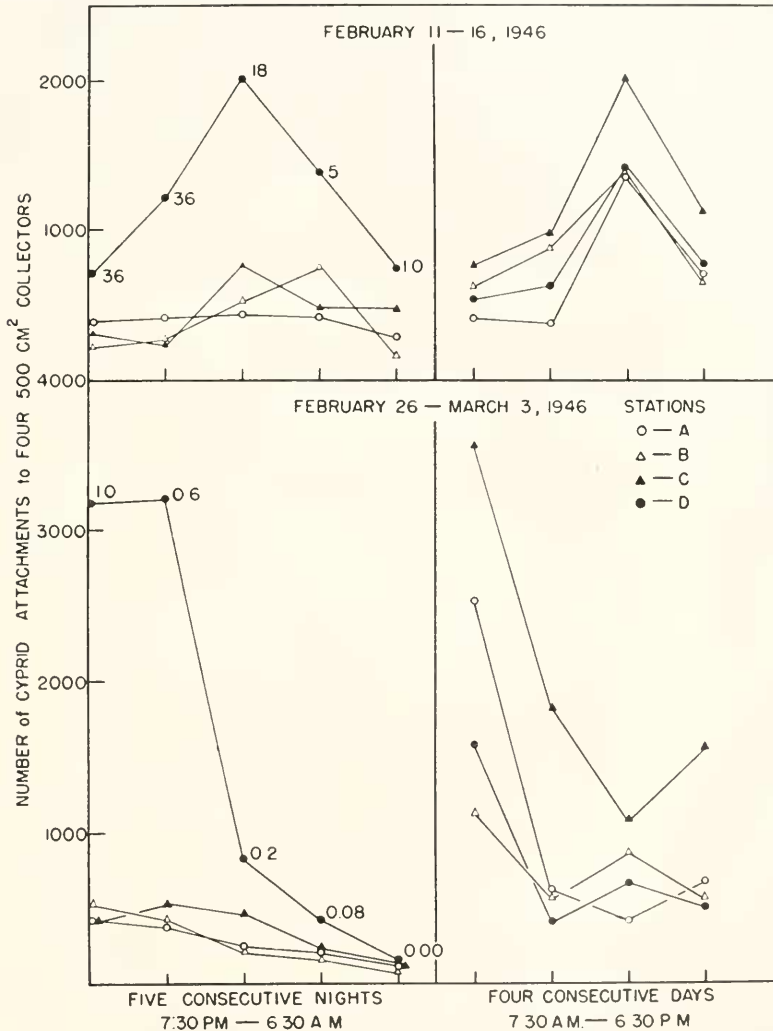 FEBRUARY 11 — 16, 1946
2000
18
36
5
1000
36
10
4000
FEBRUARY 26 — MARCH 3, 1946
STATIONS
A
B
C
D
NUMBER of CYPRID ATTACHMENTS to FOUR 500 CM² COLLECTORS
1.0
0.6
3000
2000
1000
0.2
0.08
0.00
FIVE CONSECUTIVE NIGHTS
7:30 PM — 6:30 A M
FOUR CONSECUTIVE DAYS
7:30 A.M. — 6:30 P M